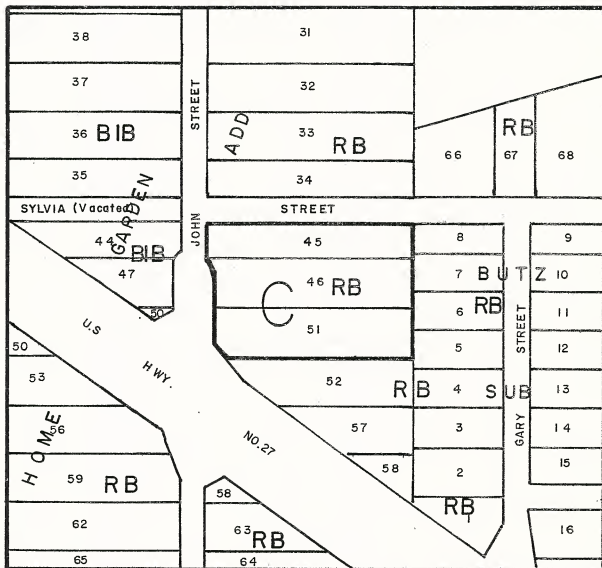 38
31
37
32
STREET
ADD
36 BIB
33
RB
RB
66
67
68
35
34
GARDEN
SYLVIA (Vacated)
STREET
JOHN
44
BIB
45
8
9
47
46
RB
7
BUTZ
10
50
C
6
RB
11
STREET
51
U.S
HWY.
NO.27
5
12
50
53
52
RB
4
SUB
13
HOME
56
57
3
GARY
14
58
2
15
59
RB
58
RB
1
62
63
RB
16
65
64